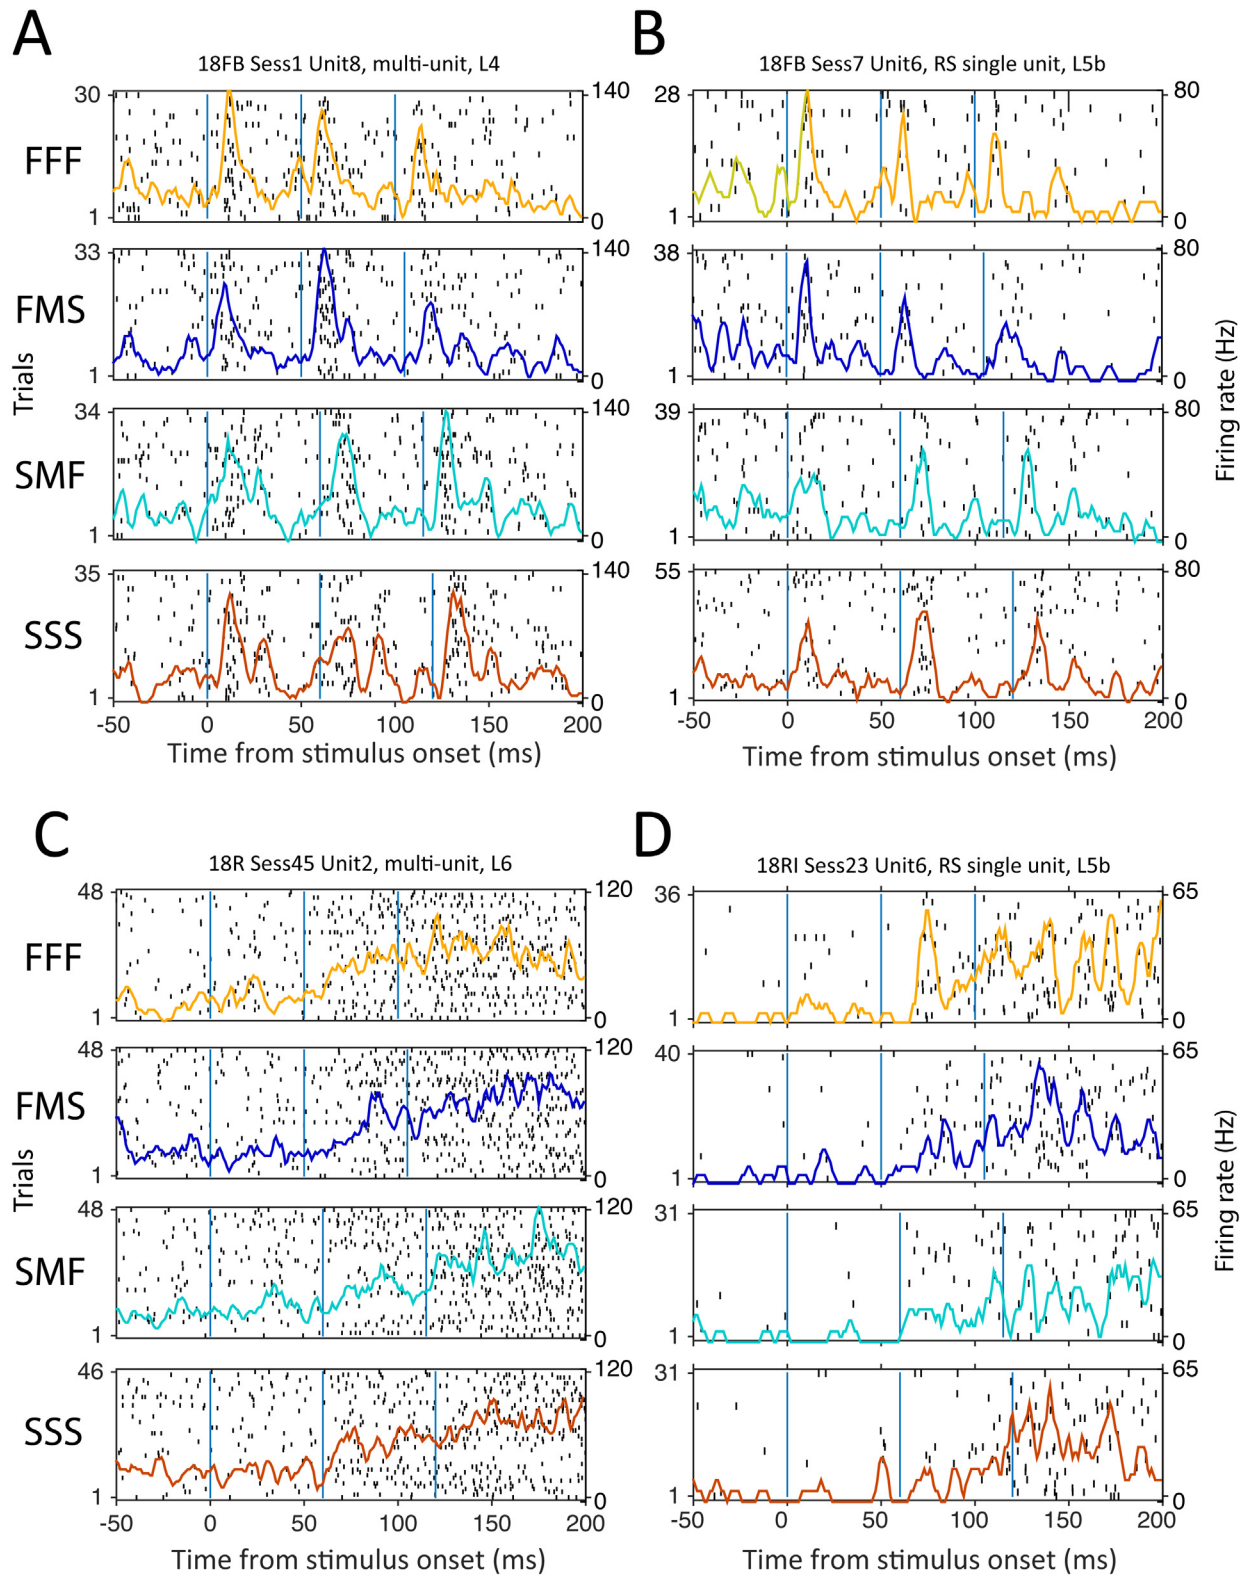 A
B
18FB Sess1 Unit8, multi-unit, L4
18FB Sess7 Unit6, RS single unit, L5b
FFF
30
1
140
0
28
1
80
0
FMS
33
1
140
0
38
1
80
0
SMF
34
1
140
0
39
1
80
0
SSS
35
1
140
0
55
1
80
0
Trials
Firing rate (Hz)
-50 0 50 100 150 200
-50 0 50 100 150 200
Time from stimulus onset (ms)
Time from stimulus onset (ms)
C
D
18R Sess45 Unit2, multi-unit, L6
18RI Sess23 Unit6, RS single unit, L5b
FFF
48
1
120
0
36
1
65
0
FMS
48
1
120
0
40
1
65
0
SMF
48
1
120
0
31
1
65
0
SSS
46
1
120
0
31
1
65
0
Trials
Firing rate (Hz)
-50 0 50 100 150 200
-50 0 50 100 150 200
Time from stimulus onset (ms)
Time from stimulus onset (ms)